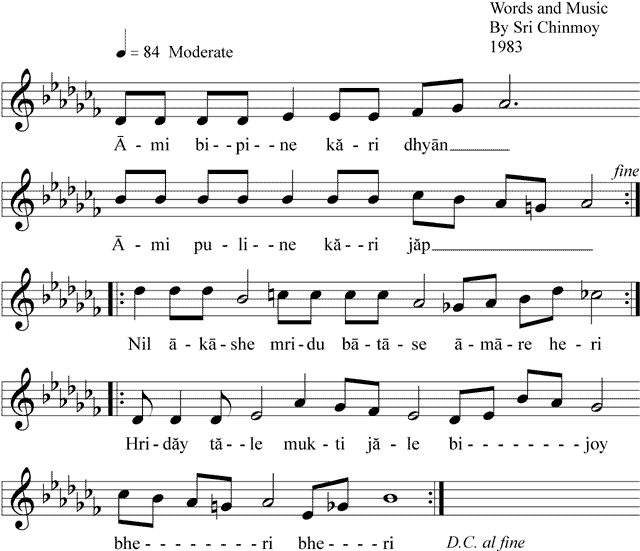 Words and Music
By Sri Chinmoy
1983
= 84 Moderate
Ā - mi bi - - pi - - ne kă - ri dhyān
fine
Ā - mi pu - li - - ne kă - - ri jăp
Nil ā - kā - she mri - du bā - tā - se ā - mā - re he - ri
Hri - dăy tă - - le muk - ti jă - le bi - - - - - - joy
bhe - - - - - - - - ri bhe - - - - ri D.C. al fine